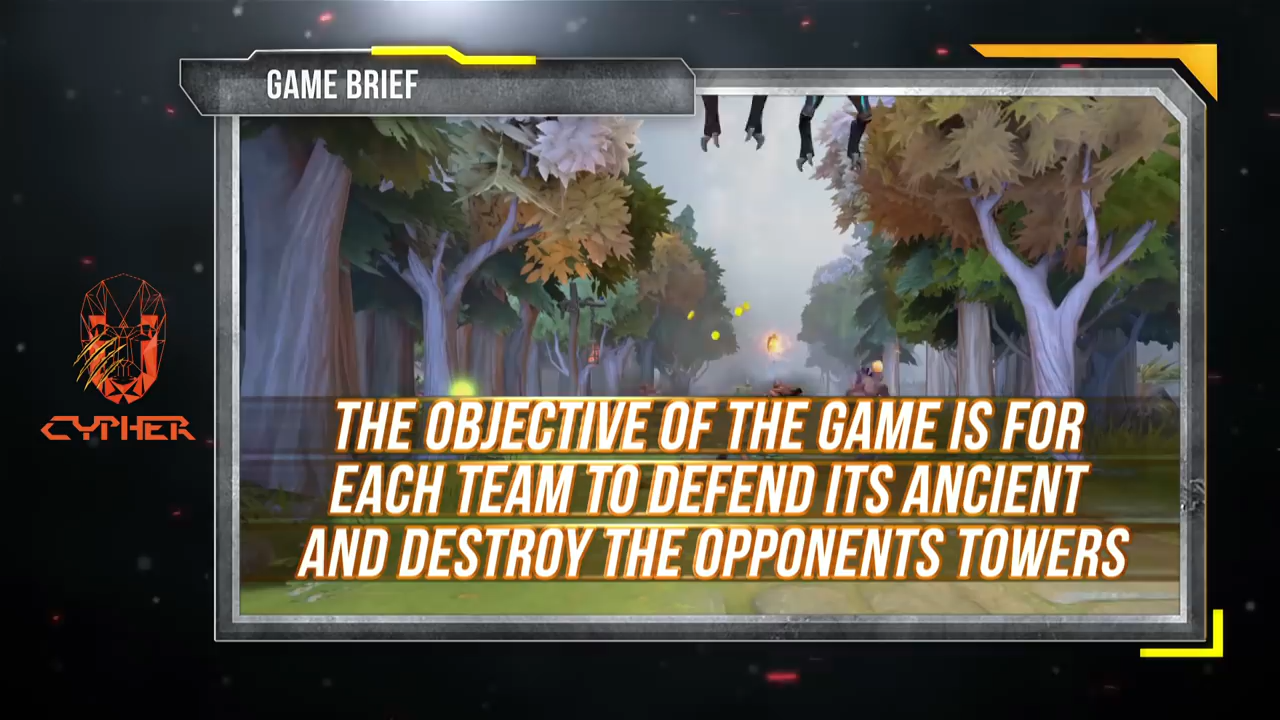 GAME BRIEF
CYPHER
THE OBJECTIVE OF THE GAME IS FOR
EACH TEAM TO DEFEND ITS ANCIENT
AND DESTROY THE OPPONENTS TOWERS